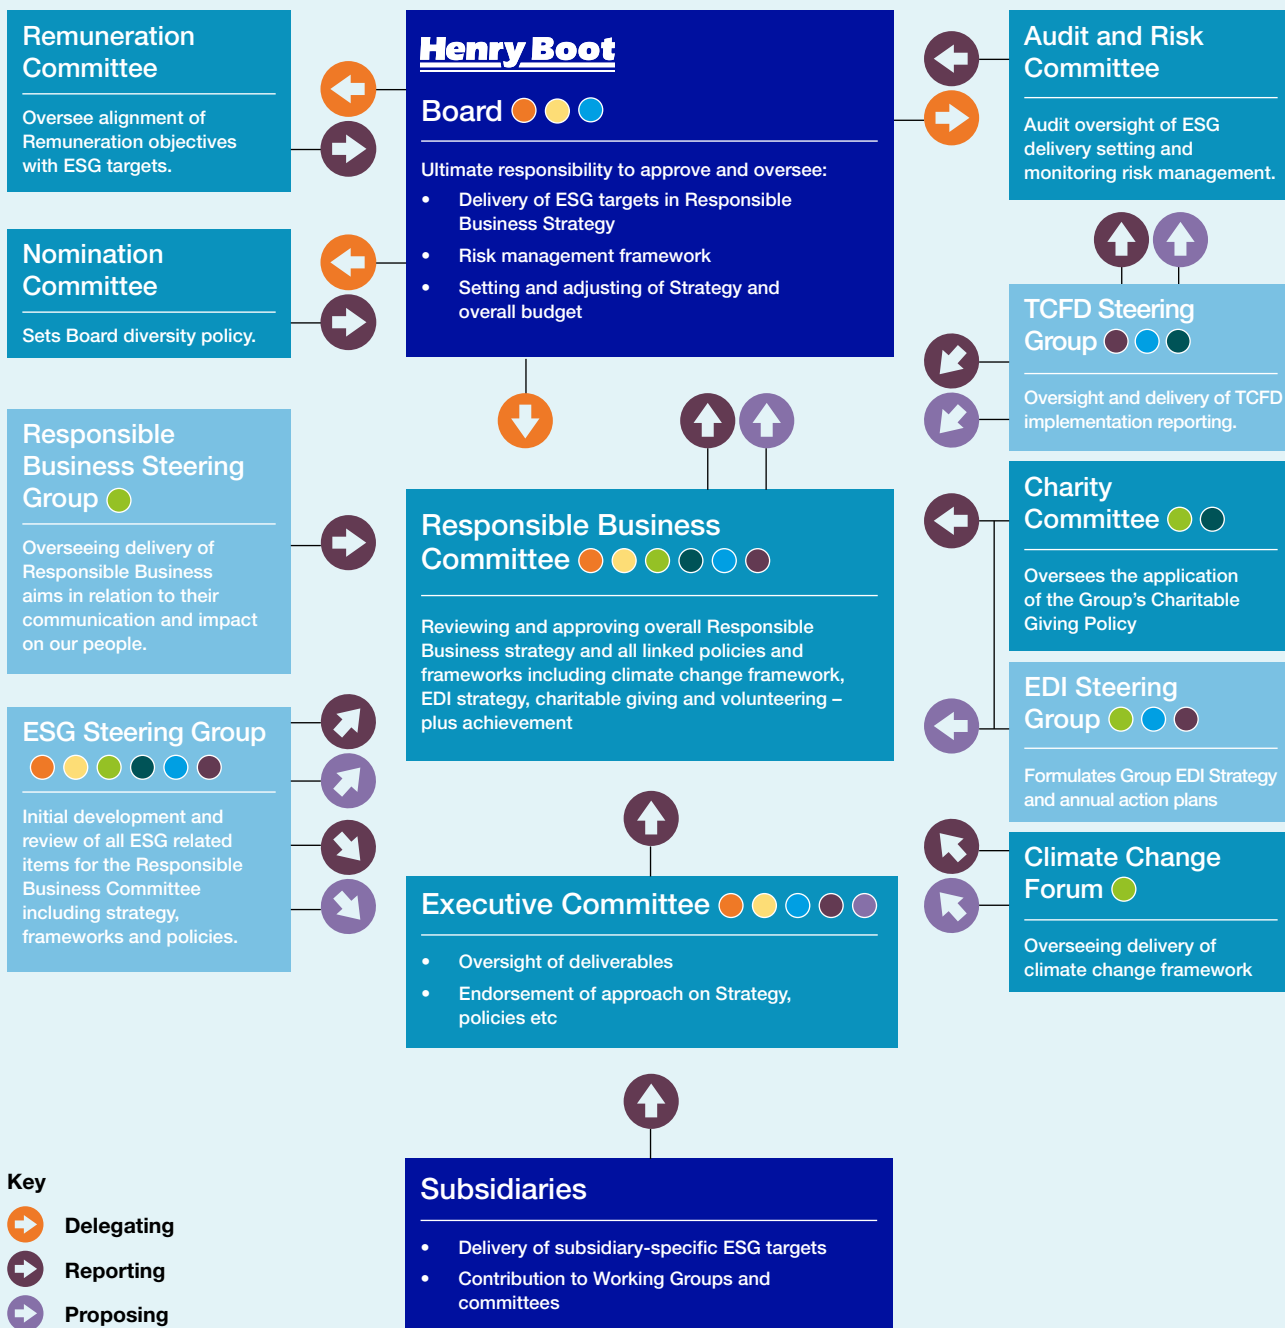 Remuneration
Committee
Oversee alignment of
Remuneration objectives
with ESG targets.
Nomination
Committee
Sets Board diversity policy.
Responsible
Business Steering
Group
Overseeing delivery of
Responsible Business
aims in relation to their
communication and impact
on our people.
ESG Steering Group
Initial development and
review of all ESG related
items for the Responsible
Business Committee
including strategy,
frameworks and policies.
Henry Boot
Board
Ultimate responsibility to approve and oversee:
• Delivery of ESG targets in Responsible
Business Strategy
• Risk management framework
• Setting and adjusting of Strategy and
overall budget
Responsible Business
Committee
Reviewing and approving overall Responsible
Business strategy and all linked policies and
frameworks including climate change framework,
EDI strategy, charitable giving and volunteering –
plus achievement
Executive Committee
• Oversight of deliverables
• Endorsement of approach on Strategy,
policies etc
Subsidiaries
• Delivery of subsidiary-specific ESG targets
• Contribution to Working Groups and
committees
Audit and Risk
Committee
Audit oversight of ESG
delivery setting and
monitoring risk management.
TCFD Steering
Group
Oversight and delivery of TCFD
implementation reporting.
Charity
Committee
Oversees the application
of the Group's Charitable
Giving Policy
EDI Steering
Group
Formulates Group EDI Strategy
and annual action plans
Climate Change
Forum
Overseeing delivery of
climate change framework
Key
Delegating
Reporting
Proposing